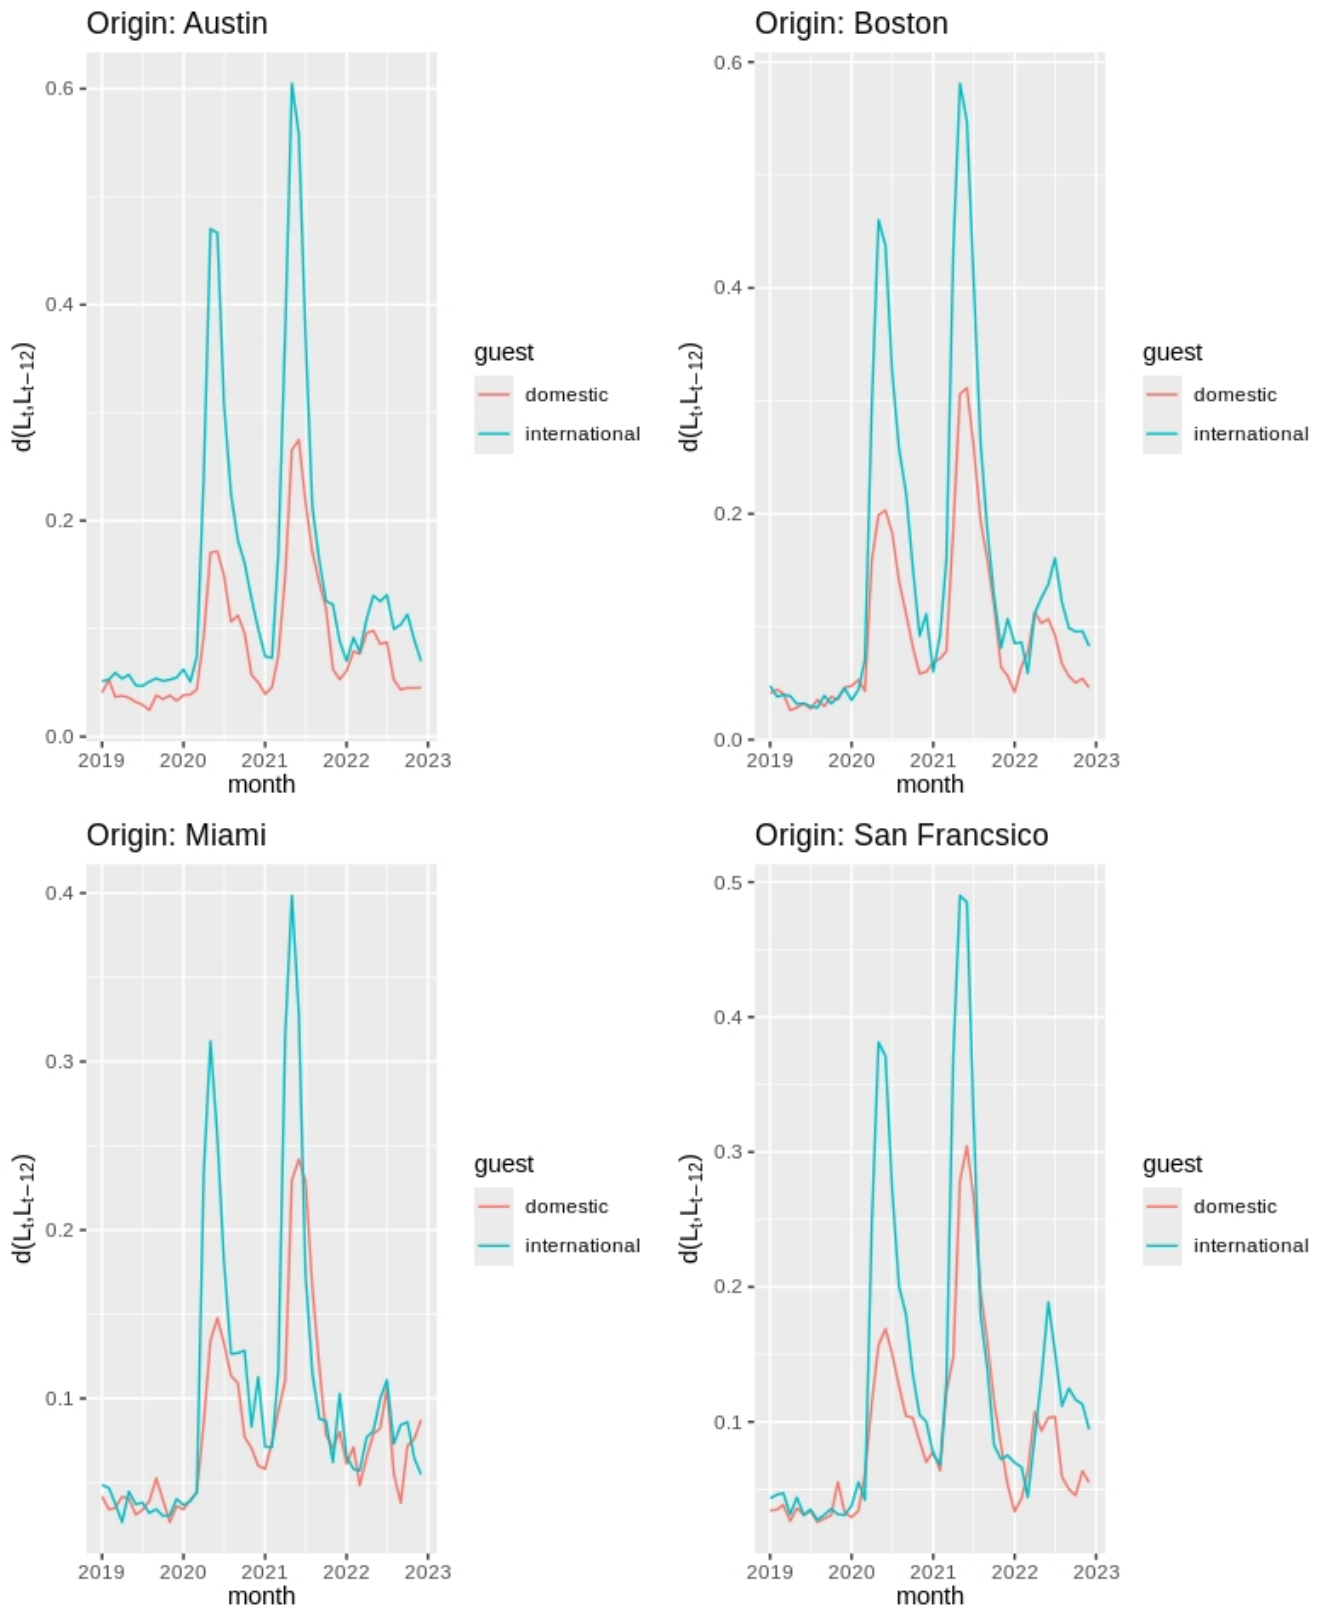 Origin: Austin
0.6
0.4
0.2
0.0
d(Lt,Lt−12)
2019 2020 2021 2022 2023
month
guest
domestic
international
Origin: Boston
0.6
0.4
0.2
0.0
d(Lt,Lt−12)
2019 2020 2021 2022 2023
month
guest
domestic
international
Origin: Miami
0.4
0.3
0.2
0.1
d(Lt,Lt−12)
2019 2020 2021 2022 2023
month
guest
domestic
international
Origin: San Francsico
0.5
0.4
0.3
0.2
0.1
d(Lt,Lt−12)
2019 2020 2021 2022 2023
month
guest
domestic
international